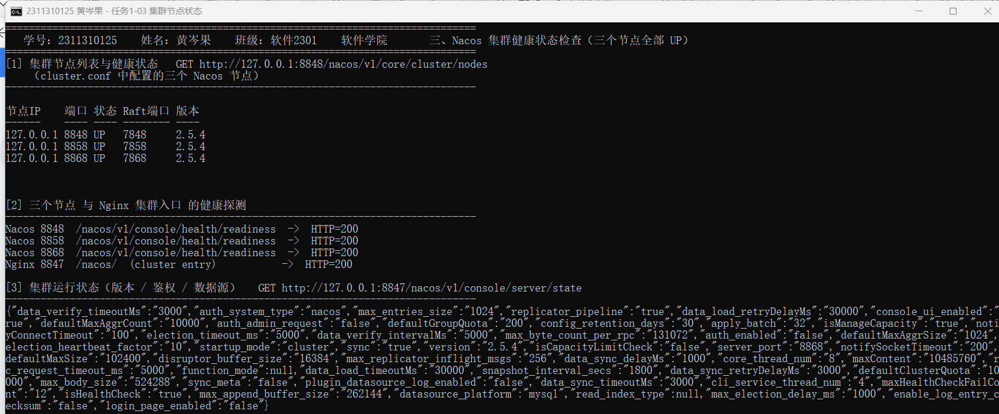 2311310125 黄岑果 - 任务1-03 集群节点状态
================================================================================
学号：2311310125    姓名：黄岑果    班级：软件2301    软件学院       三、Nacos 集群健康状态检查（三个节点全部 UP）
================================================================================
[1] 集群节点列表与健康状态   GET http://127.0.0.1:8848/nacos/v1/core/cluster/nodes
（cluster.conf 中配置的三个 Nacos 节点）
--------------------------------------------------------------------------------
节点IP    端口 状态 Raft端口 版本
------    ---- ---- -------- ----
127.0.0.1 8848 UP   7848     2.5.4
127.0.0.1 8858 UP   7858     2.5.4
127.0.0.1 8868 UP   7868     2.5.4
[2] 三个节点 与 Nginx 集群入口 的健康探测
--------------------------------------------------------------------------------
Nacos 8848  /nacos/v1/console/health/readiness  ->  HTTP=200
Nacos 8858  /nacos/v1/console/health/readiness  ->  HTTP=200
Nacos 8868  /nacos/v1/console/health/readiness  ->  HTTP=200
Nginx 8847  /nacos/  (cluster entry)           ->  HTTP=200
[3] 集群运行状态（版本 / 鉴权 / 数据源）   GET http://127.0.0.1:8847/nacos/v1/console/server/state
--------------------------------------------------------------------------------
{"data_verify_timeoutMs":"3000","auth_system_type":"nacos","max_entries_size":"1024","replicator_pipeline":"true","data_load_retryDelayMs":"30000","console_ui_enabled":"
rue","defaultMaxAggrCount":"10000","auth_admin_request":"false","defaultGroupQuota":"200","config_retention_days":"30","apply_batch":"32","isManageCapacity":"true","noti
yConnectTimeout":"100","election_timeout_ms":"5000","data_verify_intervalMs":"5000","max_byte_count_per_rpc":"131072","auth_enabled":"false","defaultMaxAggrSize":"1024",
election_heartbeat_factor":"10","startup_mode":"cluster","sync":"true","version":"2.5.4","isCapacityLimitCheck":"false","server_port":"8868","notifySocketTimeout":"200",
defaultMaxSize":"102400","disruptor_buffer_size":"16384","max_replicator_inflight_msgs":"256","data_sync_delayMs":"1000","core_thread_num":"8","maxContent":"10485760","r
c_request_timeout_ms":"5000","function_mode":null,"data_load_timeoutMs":"30000","snapshot_interval_secs":"1800","data_sync_retryDelayMs":"3000","defaultClusterQuota":"10
000","max_body_size":"524288","sync_meta":"false","plugin_datasource_log_enabled":"false","data_sync_timeoutMs":"3000","cli_service_thread_num":"4","maxHealthCheckFailCo
nt":"12","isHealthCheck":"true","max_append_buffer_size":"262144","datasource_platform":"mysql","read_index_type":null,"max_election_delay_ms":"1000","enable_log_entry_c
ecksum":"false","login_page_enabled":"false"}